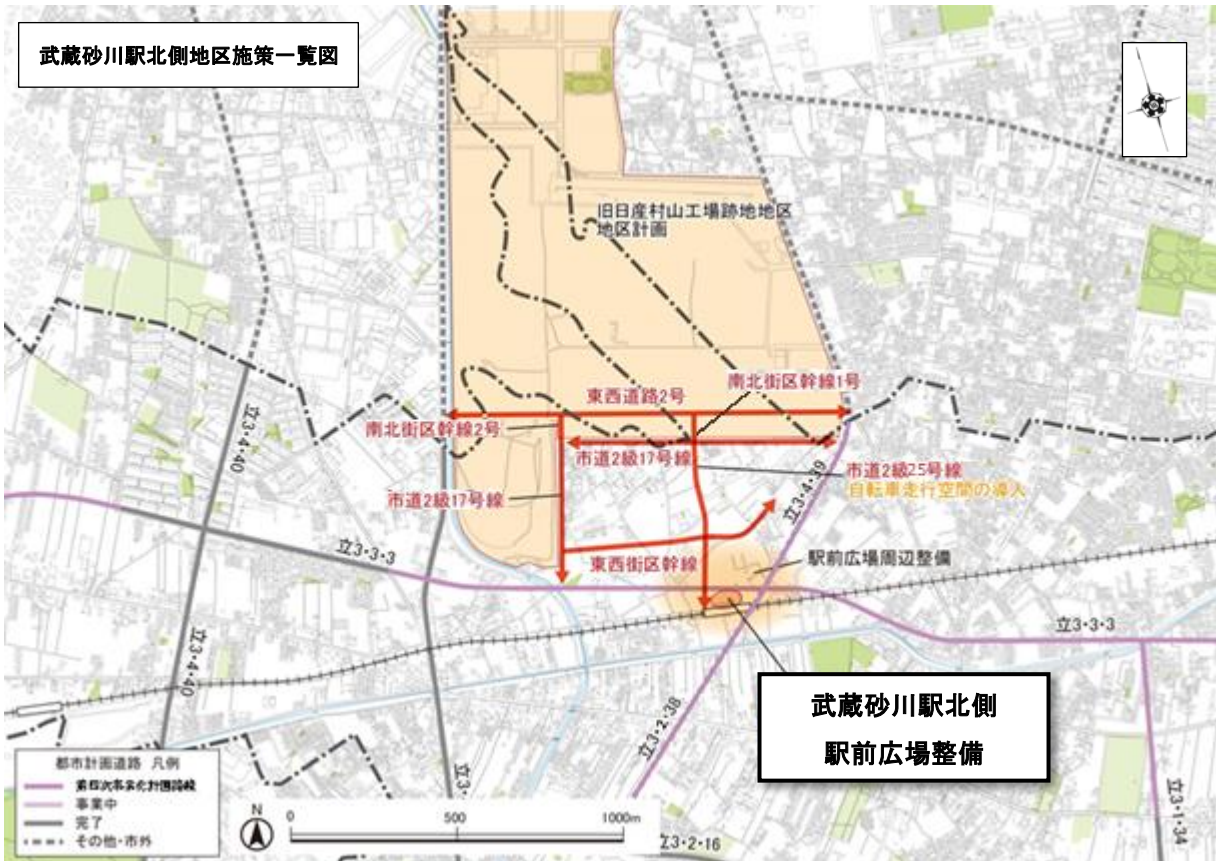 武蔵砂川駅北側地区施策一覧図
旧日産村山工場跡地地区
地区計画
南北街区幹線1号
東西道路2号
南北街区幹線2号
市道2級17号線
市道2級25号線
自転車走行空間の導入
市道2級17号線
立3・4・40
立3・4・39
立3・3・3
東西街区幹線
駅前広場周辺整備
立3・3・3
立3・4・40
武蔵砂川駅北側
駅前広場整備
立3・2・38
都市計画道路 凡例
事業中
完了
その他・市外
N
0
500
1000m
立3・2・16
立3・1・34